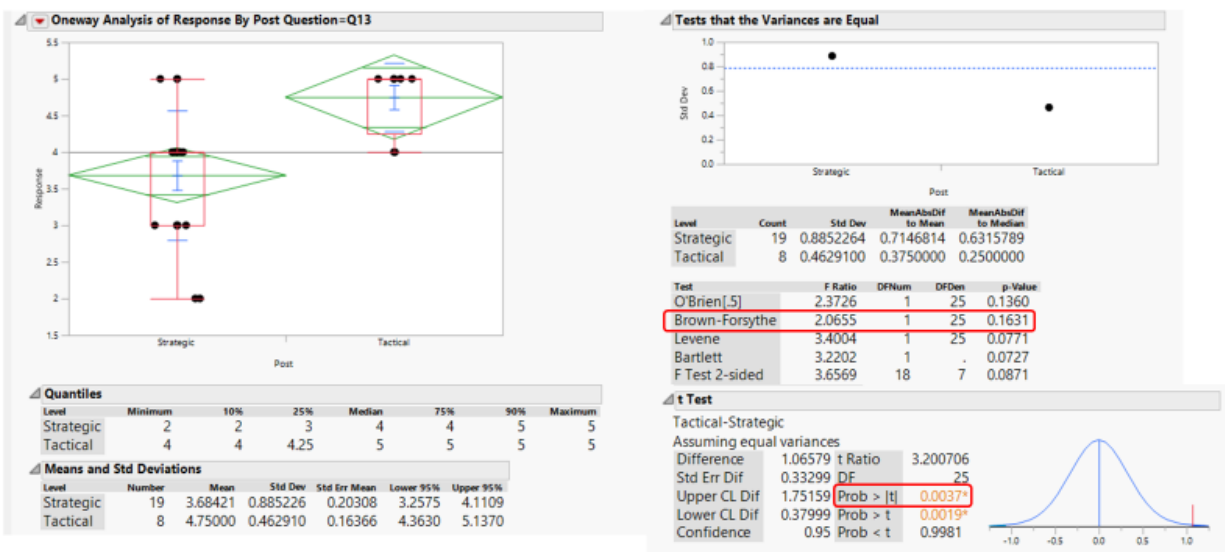 Oneway Analysis of Response By Post Question=Q13
5.5
5
4.5
4
3.5
3
2.5
2
1.5
Response
Strategic Tactical
Post
Quantiles
Level Minimum 10% 25% Median 75% 90% Maximum
Strategic 2 2 3 4 4 5 5
Tactical 4 4 4.25 5 5 5 5
Means and Std Deviations
Level Number Mean Std Dev Std Err Mean Lower 95% Upper 95%
Strategic 19 3.68421 0.885226 0.20308 3.2575 4.1109
Tactical 8 4.75000 0.462910 0.16366 4.3630 5.1370
Tests that the Variances are Equal
1.0
0.8
0.6
0.4
0.2
0.0
Std Dev
Strategic Tactical
Post
Level Count Std Dev MeanAbsDif to Mean MeanAbsDif to Median
Strategic 19 0.8852264 0.7146814 0.6315789
Tactical 8 0.4629100 0.3750000 0.2500000
Test F Ratio DFNum DFDen p-Value
O'Brien[.5] 2.3726 1 25 0.1360
Brown-Forsythe 2.0655 1 25 0.1631
Levene 3.4004 1 25 0.0771
Bartlett 3.2202 1 . 0.0727
F Test 2-sided 3.6569 18 7 0.0871
t Test
Tactical-Strategic
Assuming equal variances
Difference 1.06579 t Ratio 3.200706
Std Err Dif 0.33299 DF 25
Upper CL Dif 1.75159 Prob > |t| 0.0037*
Lower CL Dif 0.37999 Prob > t 0.0019*
Confidence 0.95 Prob < t 0.9981
-1.0 -0.5 0.0 0.5 1.0